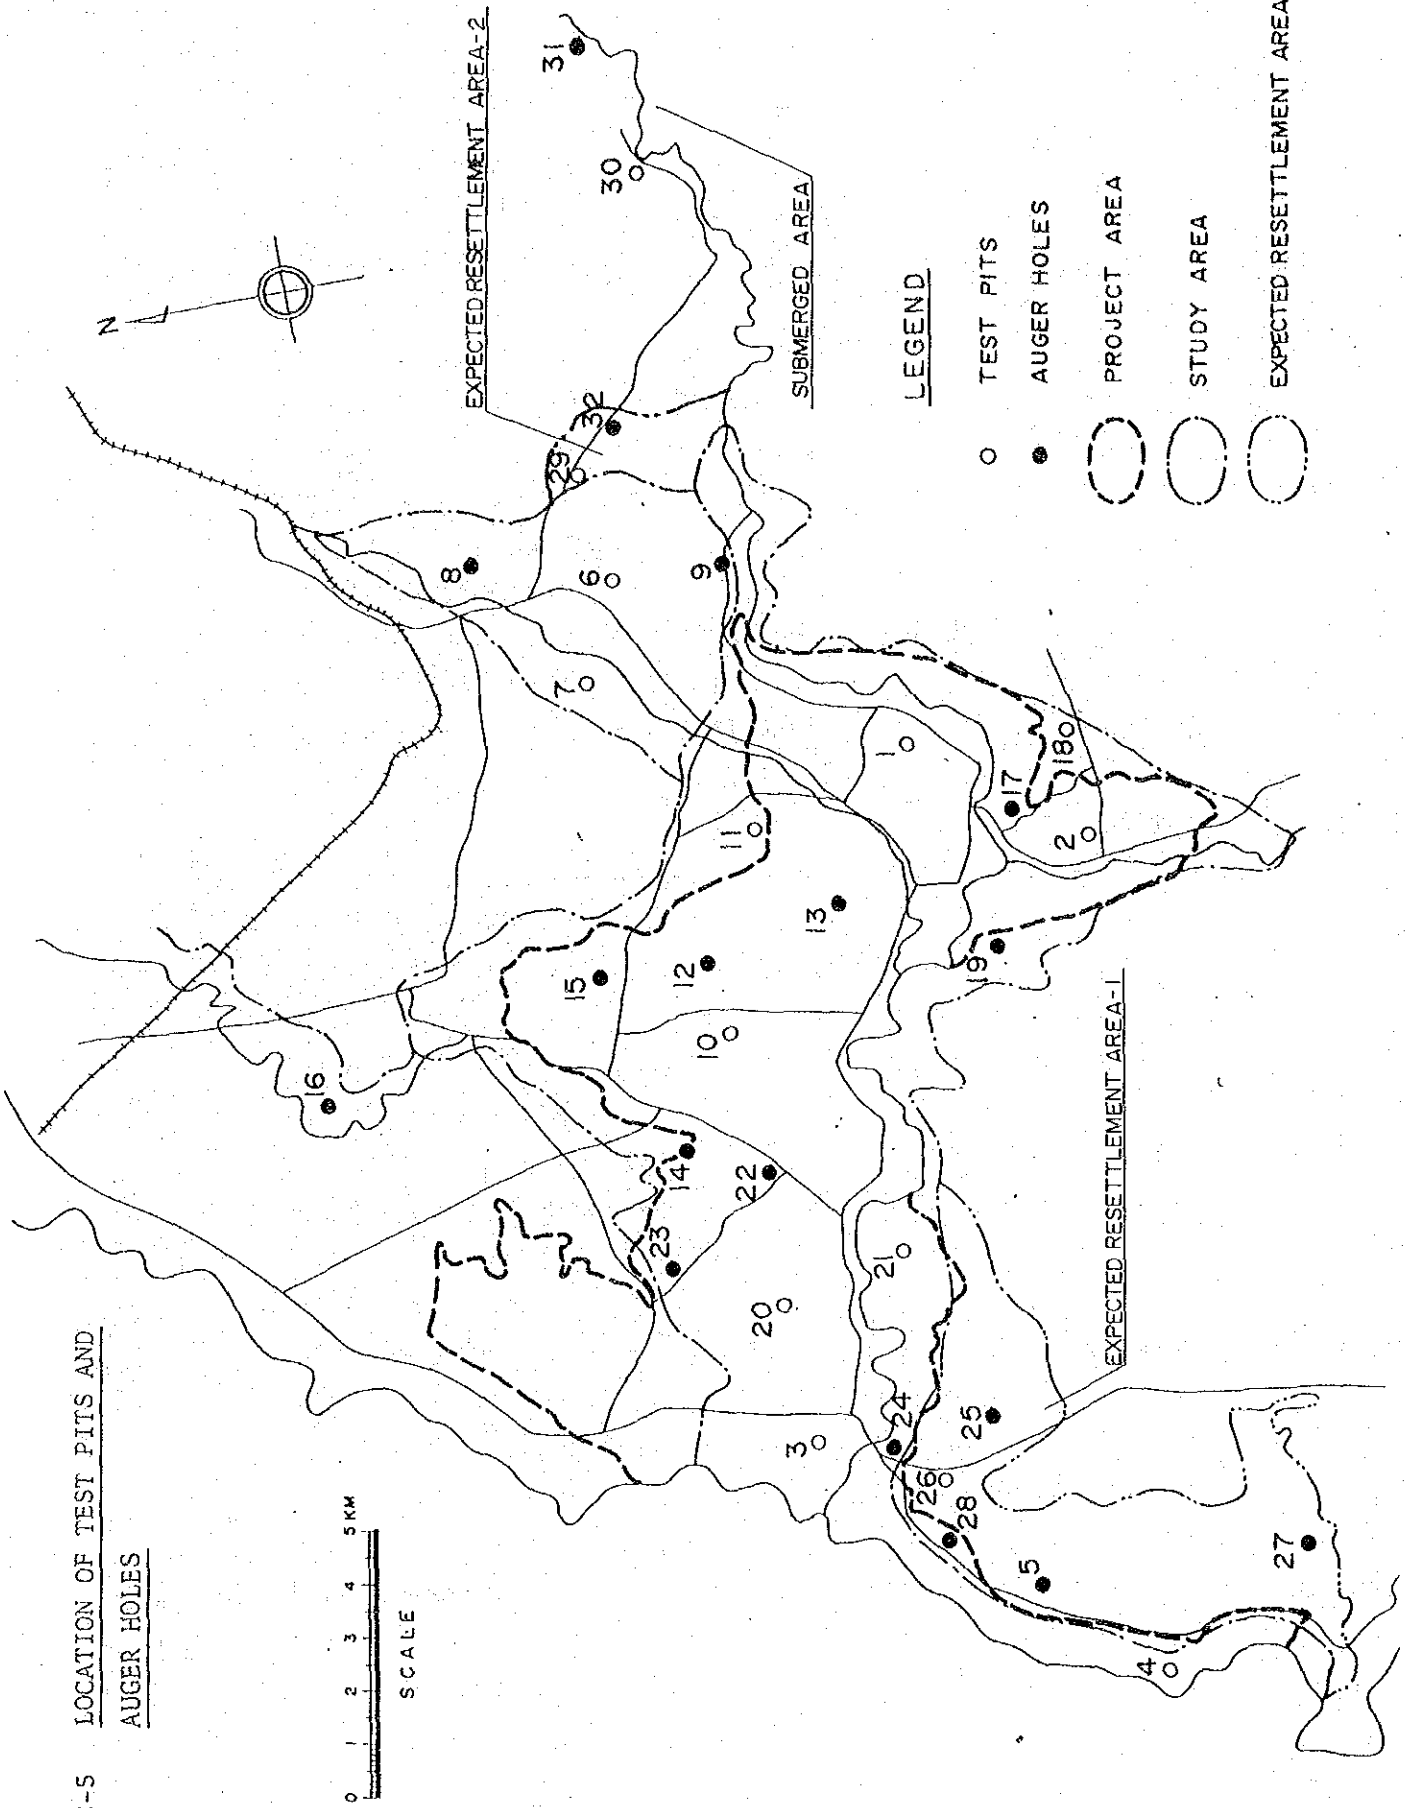 -5 LOCATION OF TEST PITS AND
AUGER HOLES
0 1 2 3 4 5 KM
SCALE
N
EXPECTED RESETTLEMENT AREA-2
SUBMERGED AREA
EXPECTED RESETTLEMENT AREA-1
31
30
32
29
8
6
9
7
1
18
17
2
11
13
19
15
12
10
16
14
22
23
21
20
24
25
3
26
28
5
27
4
LEGEND
TEST PITS
AUGER HOLES
PROJECT AREA
STUDY AREA
EXPECTED RESETTLEMENT AREA